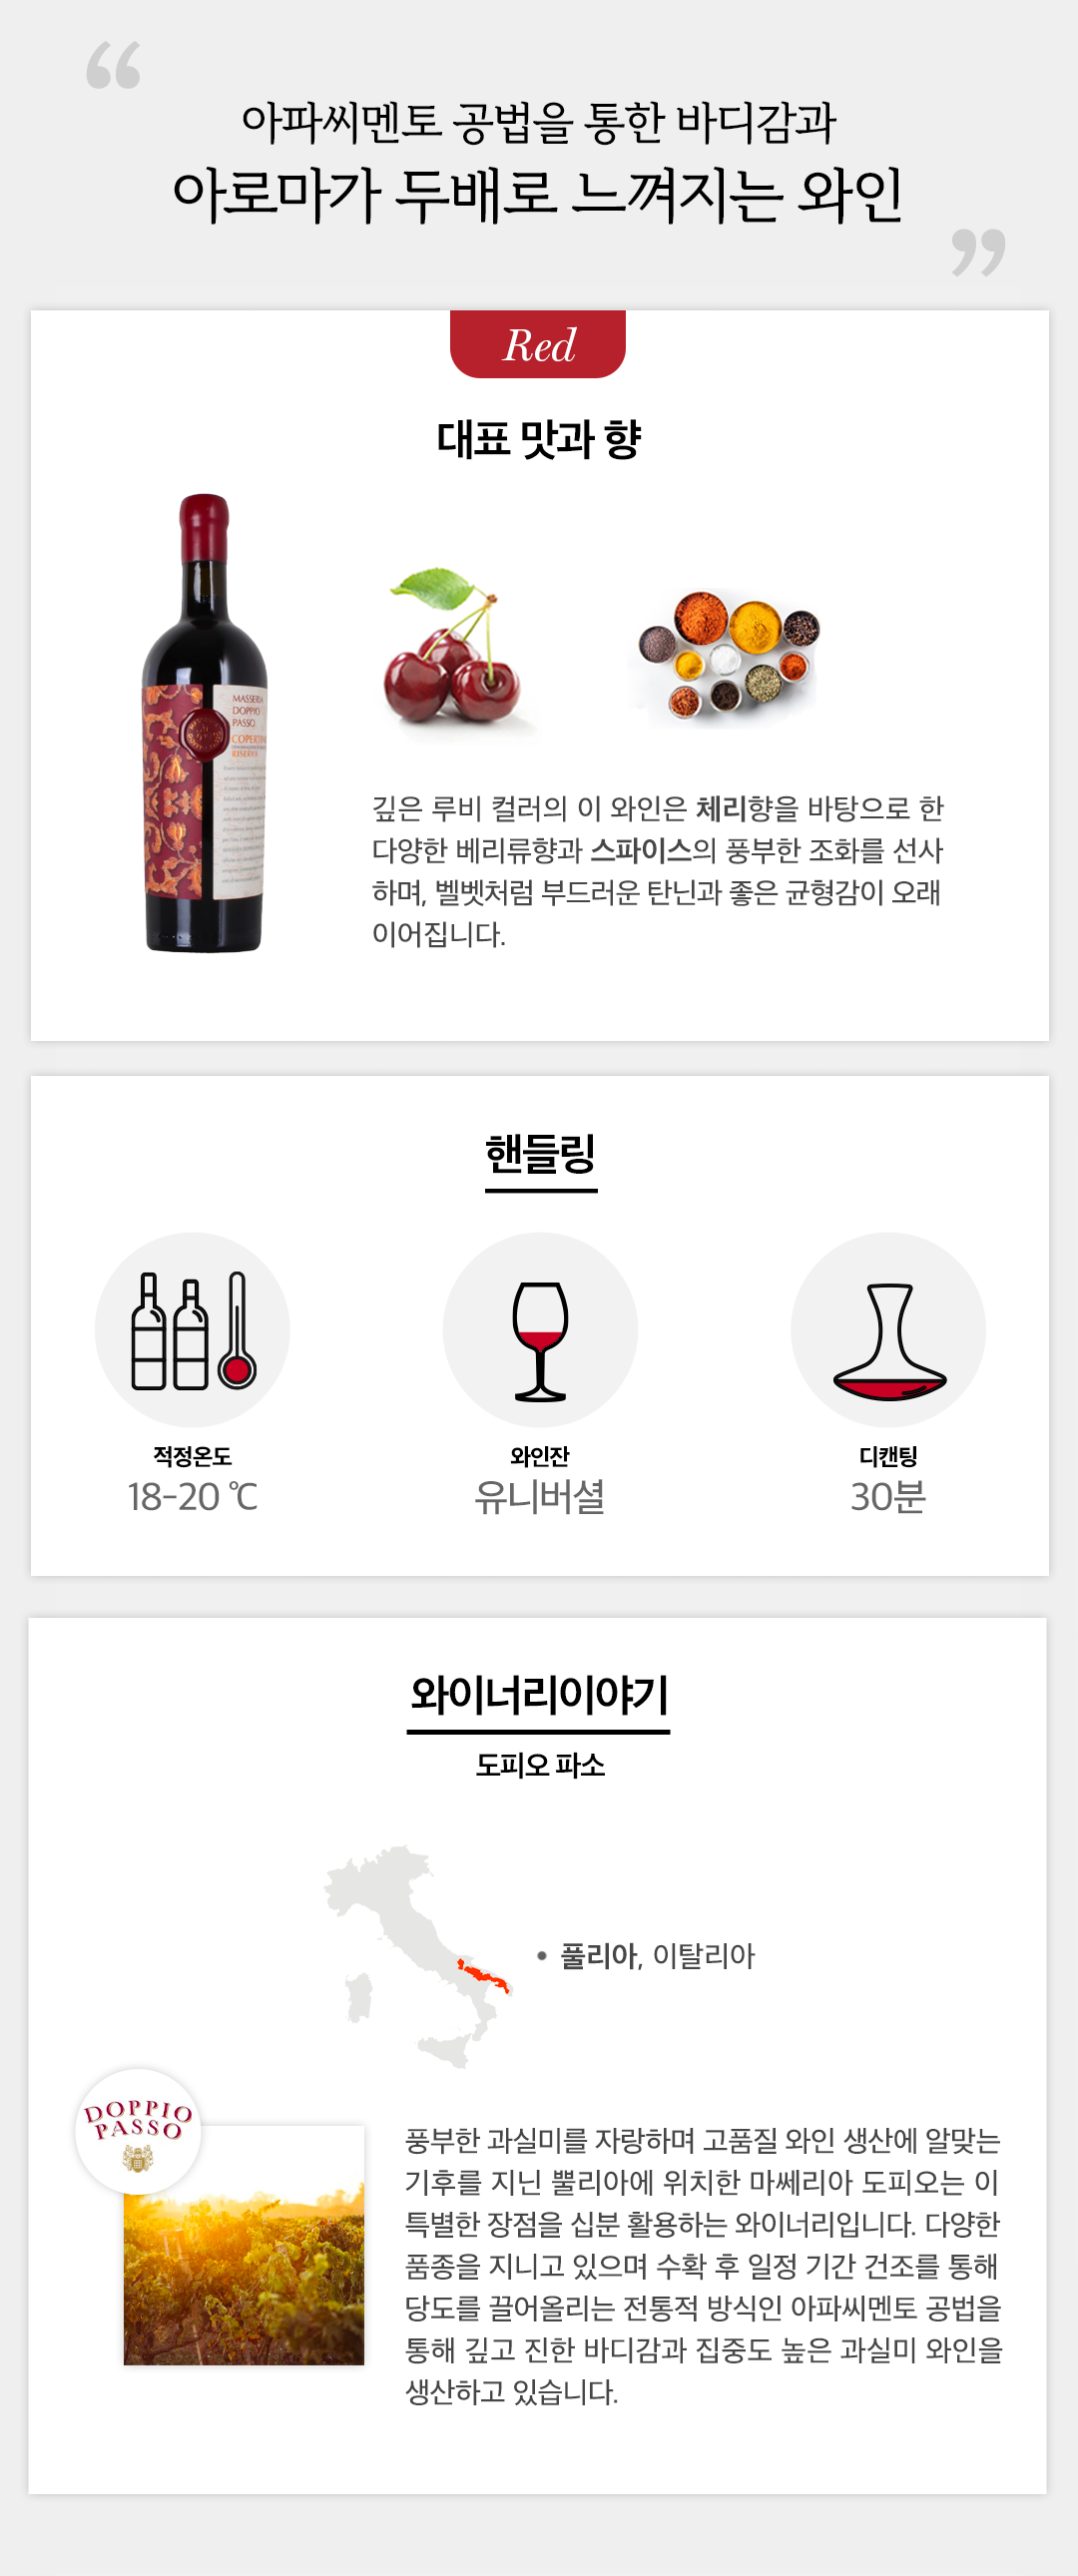 “
아파씨멘토 공법을 통한 바디감과
아로마가 두배로 느껴지는 와인
”
Red
대표 맛과 향
MASSERIA
DOPPIO
PASSO
COPERTIN
RISERVA
깊은 루비 컬러의 이 와인은 체리향을 바탕으로 한
다양한 베리류향과 스파이스의 풍부한 조화를 선사
하며, 벨벳처럼 부드러운 탄닌과 좋은 균형감이 오래
이어집니다.
핸들링
적정온도
18-20 ℃
와인잔
유니버셜
디캔팅
30분
와이너리이야기
도피오 파소
• 풀리아, 이탈리아
DOPPIO
PASSO
풍부한 과실미를 자랑하며 고품질 와인 생산에 알맞는
기후를 지닌 뿔리아에 위치한 마쎄리아 도피오는 이
특별한 장점을 십분 활용하는 와이너리입니다. 다양한
품종을 지니고 있으며 수확 후 일정 기간 건조를 통해
당도를 끌어올리는 전통적 방식인 아파씨멘토 공법을
통해 깊고 진한 바디감과 집중도 높은 과실미 와인을
생산하고 있습니다.